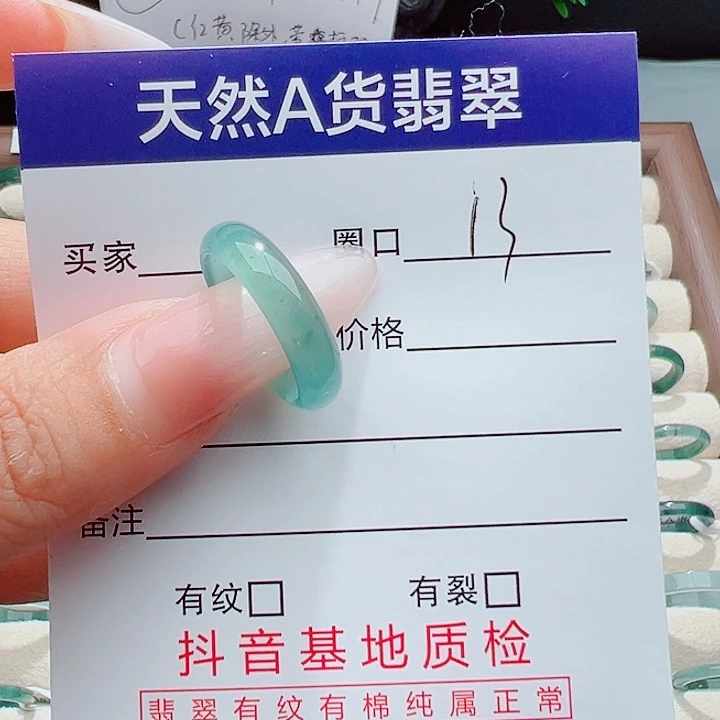 天然A货翡翠
买家 圈口 13
价格
备注
有纹 有裂
抖音基地质检
翡翠有纹有棉纯属正常